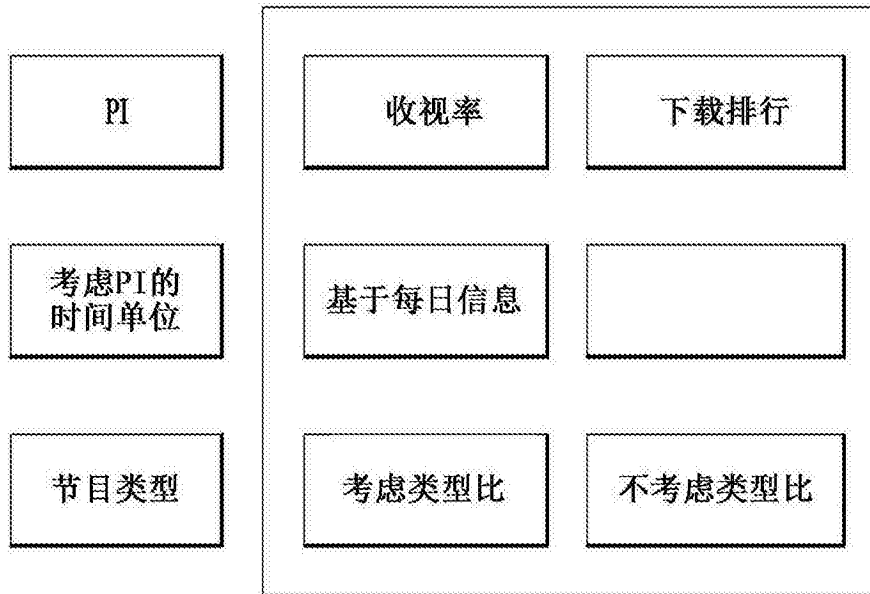 PI
收视率
下载排行
考虑PI的
时间单位
基于每日信息
节目类型
考虑类型比
不考虑类型比